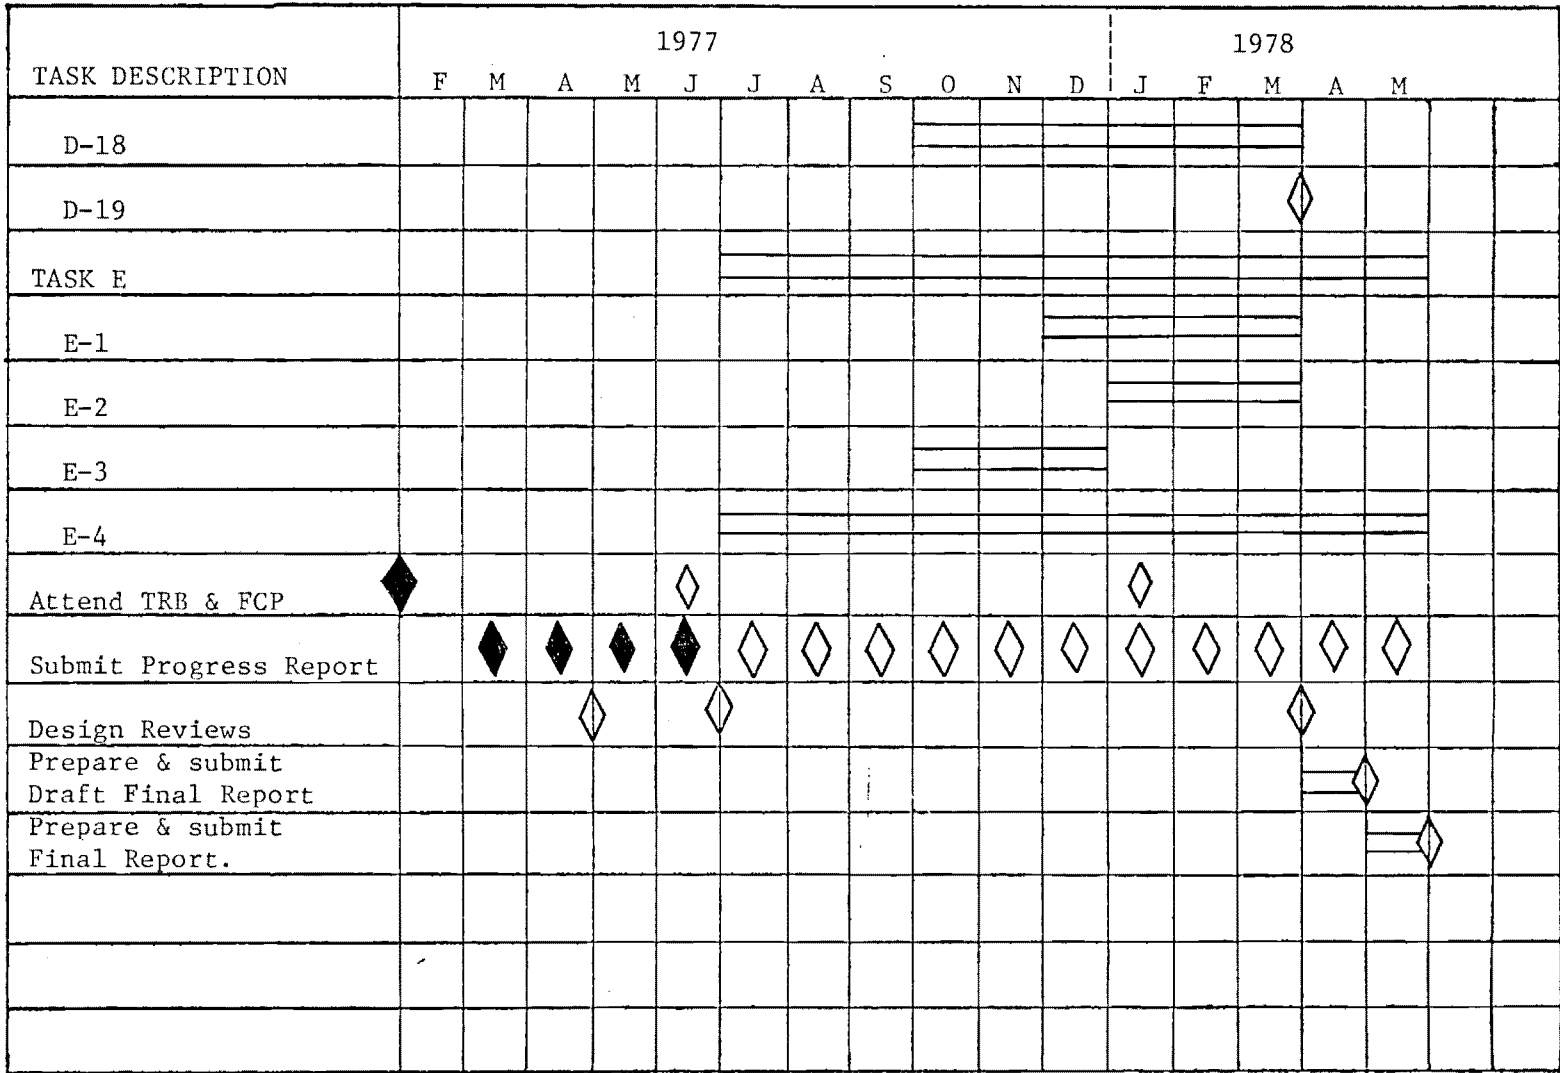 1977 1978
TASK DESCRIPTION F M A M J J A S O N D J F M A M
D-18
D-19
TASK E
E-1
E-2
E-3
E-4
Attend TRB & FCP
Submit Progress Report
Design Reviews
Prepare & submit
Draft Final Report
Prepare & submit
Final Report.